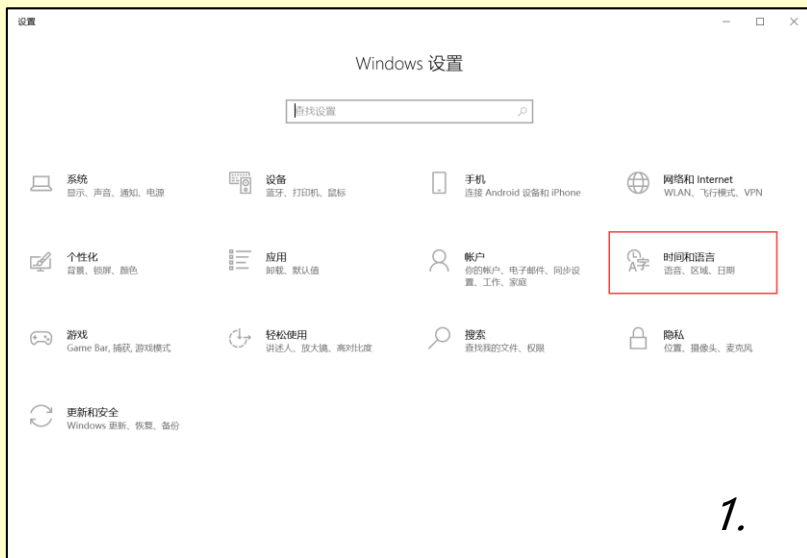 设置
Windows 设置
查找设置
系统
显示、声音、通知、电源
设备
蓝牙、打印机、鼠标
手机
连接 Android 设备和 iPhone
网络和 Internet
WLAN、飞行模式、VPN
个性化
背景、锁屏、颜色
应用
卸载、默认值
帐户
你的帐户、电子邮件、同步设
置、工作、家庭
时间和语言
语音、区域、日期
游戏
Game Bar, 捕获, 游戏模式
轻松使用
讲述人、放大镜、高对比度
搜索
查找我的文件、权限
隐私
位置、摄像头、麦克风
更新和安全
Windows 更新、恢复、备份
1.